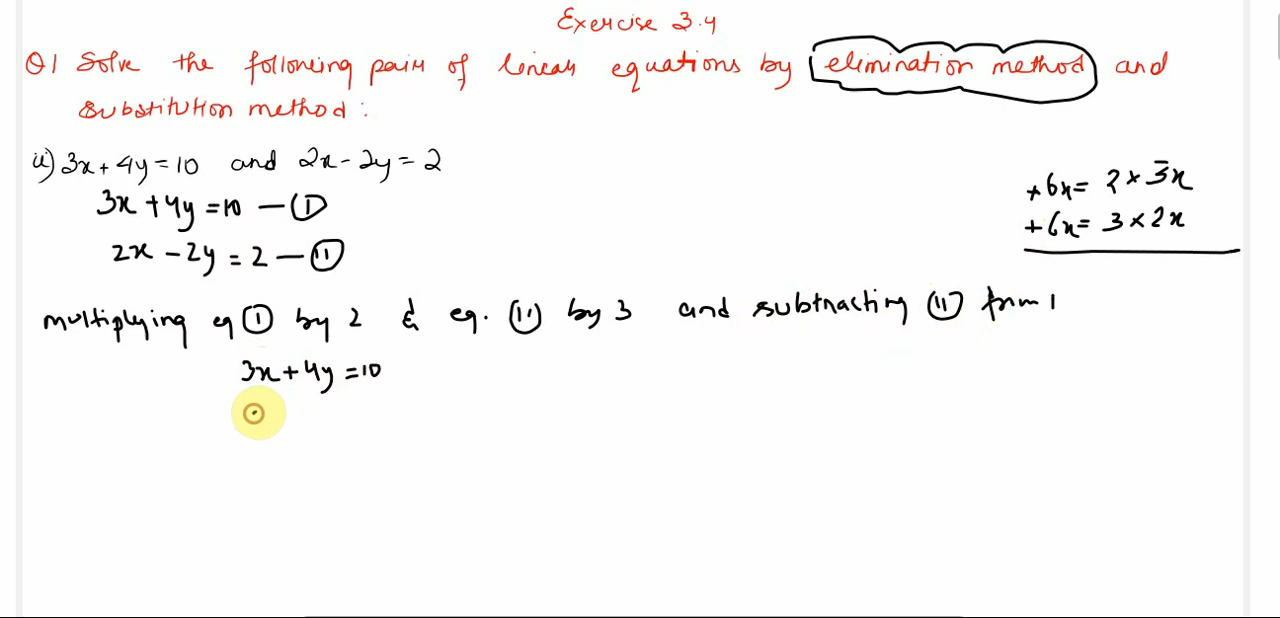 Exercise 3.4
Q1 Solve the following pair of linear equations by elimination method and
substitution method:
ii) 3x + 4y = 10 and 2x - 2y = 2
3x + 4y = 10 — (I)
2x - 2y = 2 — (II)
+6x = 2 × 3x
+6x = 3 × 2x
multiplying eq (I) by 2 & eq. (II) by 3 and subtracting (II) from 1
3x + 4y = 10